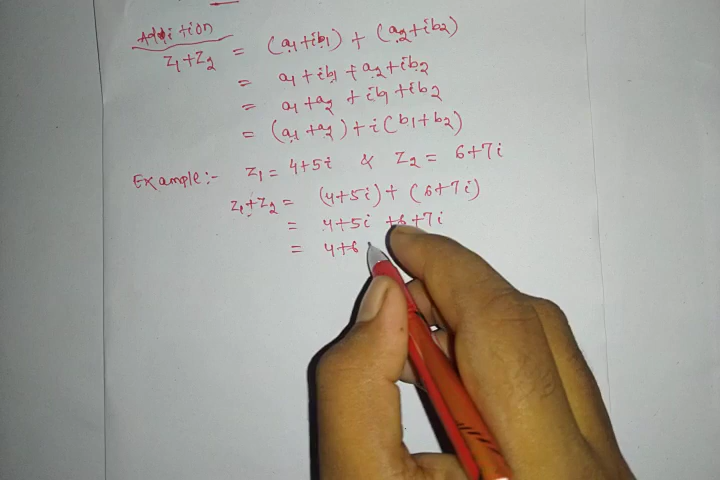 Addition
Z1+Z2 = (a1+ib1) + (a2+ib2)
= a1+ib1+a2+ib2
= a1+a2+ib1+ib2
= (a1+a2)+i(b1+b2)
Example:- Z1=4+5i & Z2=6+7i
Z1+Z2= (4+5i)+(6+7i)
= 4+5i+6+7i
= 4+6